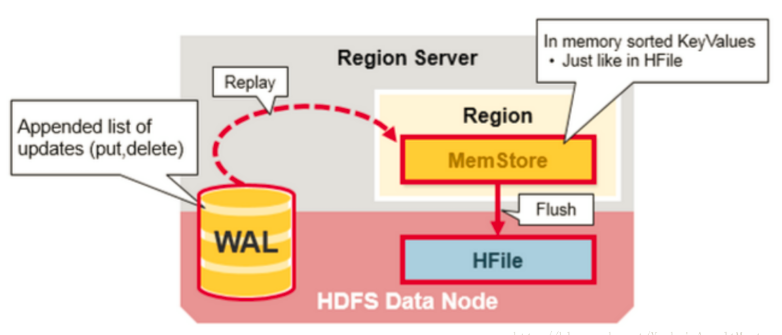 Region Server
In memory sorted KeyValues
• Just like in HFile
Replay
Appended list of
updates (put,delete)
Region
MemStore
Flush
WAL
HFile
HDFS Data Node